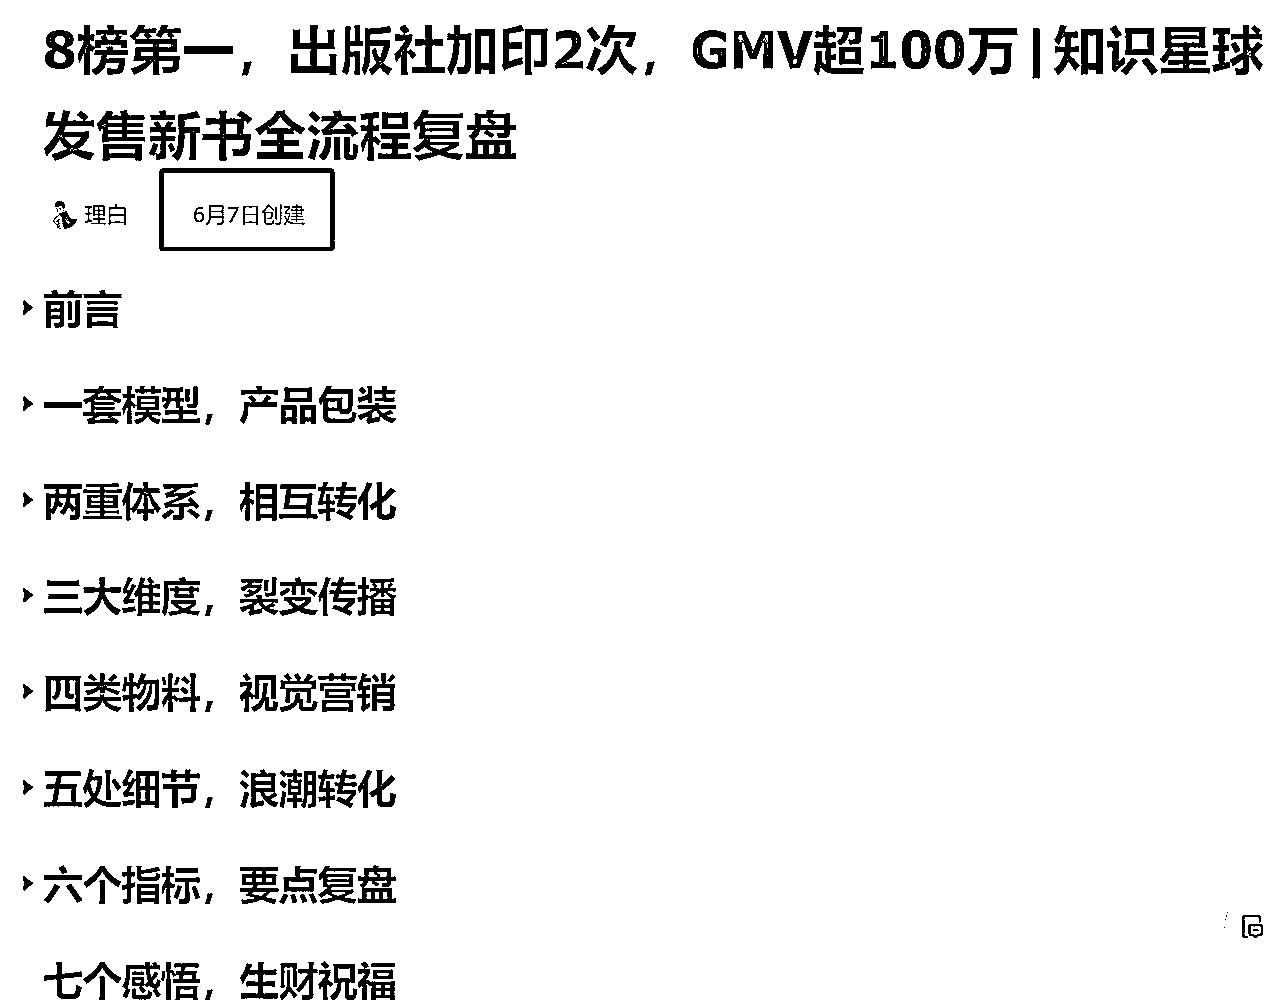 8榜第一，出版社加印2次，GMV超100万|知识星球
发售新书全流程复盘
理白 6月7日创建
前言
一套模型，产品包装
两重体系，相互转化
三大维度，裂变传播
四类物料，视觉营销
五处细节，浪潮转化
六个指标，要点复盘
七个感悟，生财祝福